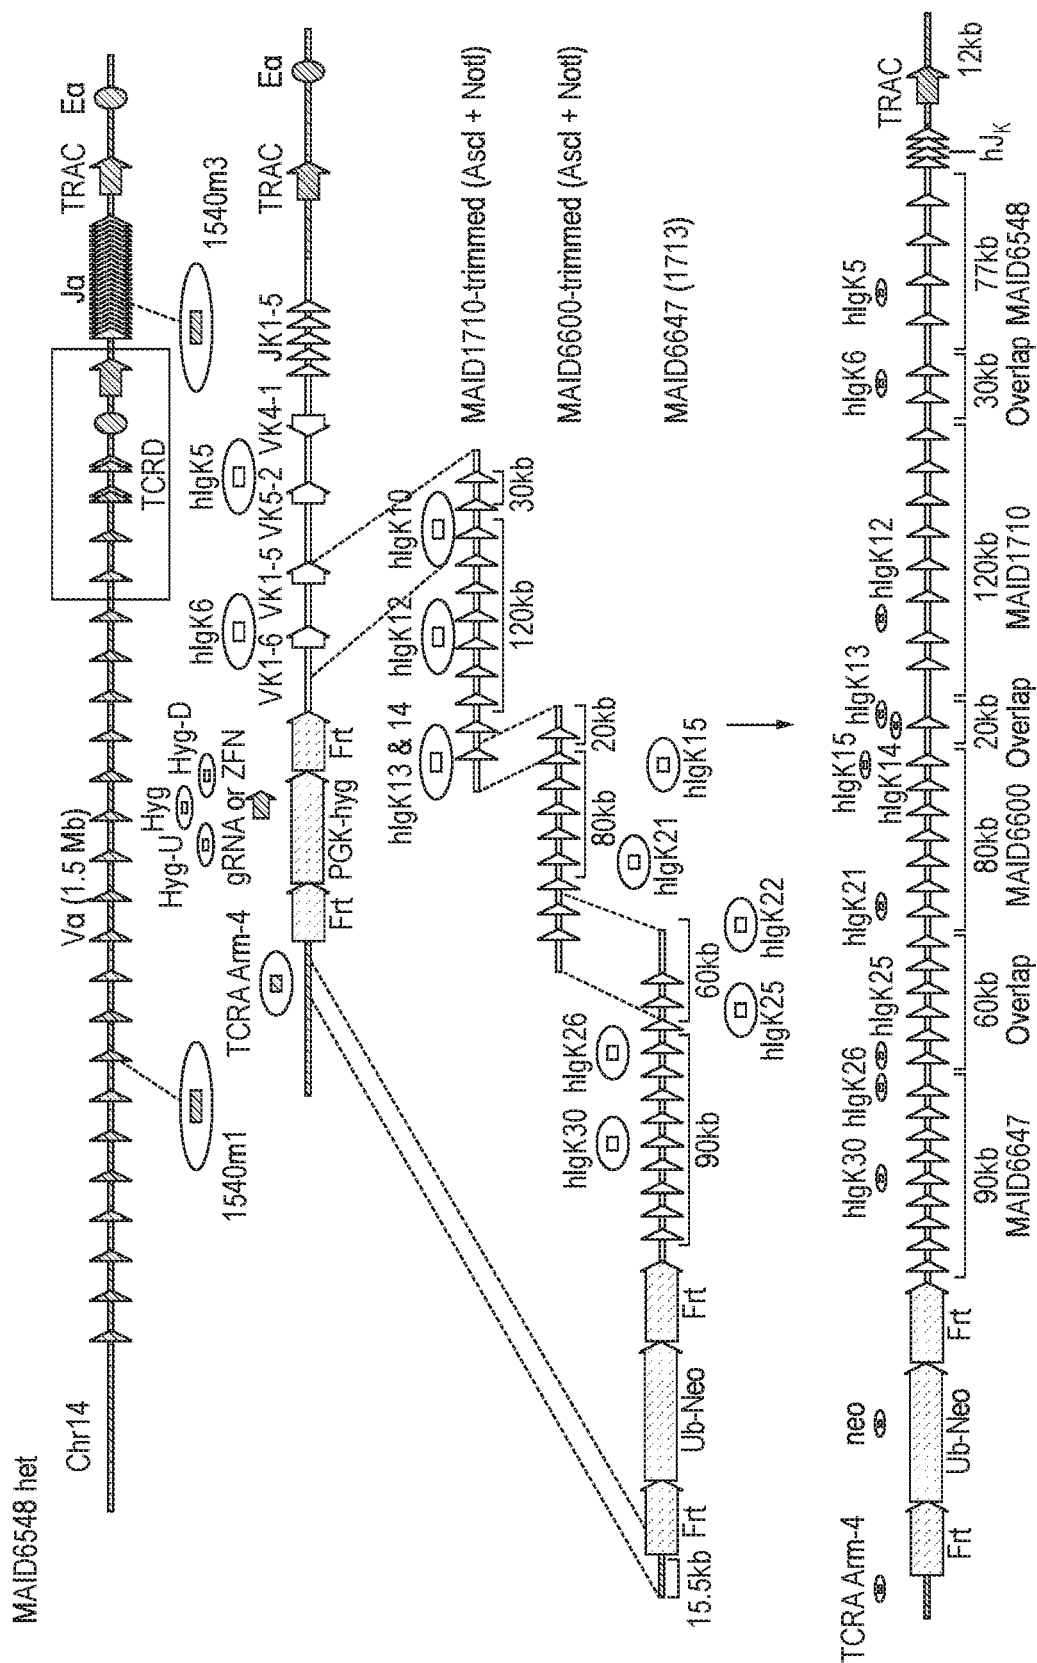 MAID6548 het
Chr14
Vα (1.5 Mb)
TCRD
Jα
TRAC
Eα
1540m1
1540m3
Hyg-U
Hyg
Hyg-D
gRNA or ZFN
TCRA Arm-4
hIgK6
hIgK5
Frt
PGK-hyg
Frt
VK1-6
VK1-5
VK5-2
VK4-1
JK1-5
TRAC
Eα
hIgK13 & 14
hIgK12
hIgK10
120kb
30kb
MAID1710-trimmed (AscI + NotI)
80kb
20kb
MAID6600-trimmed (AscI + NotI)
hIgK30
hIgK26
hIgK21
hIgK15
MAID6647 (1713)
15.5kb
Frt
Ub-Neo
Frt
90kb
60kb
hIgK25
hIgK22
TCRA Arm-4
neo
hIgK30
hIgK26
hIgK25
hIgK21
hIgK15
hIgK14
hIgK13
hIgK12
hIgK6
hIgK5
TRAC
Frt
Ub-Neo
Frt
hJK
12kb
90kb
60kb
80kb
20kb
120kb
30kb
77kb
MAID6647
Overlap
MAID6600
Overlap
MAID1710
Overlap
MAID6548